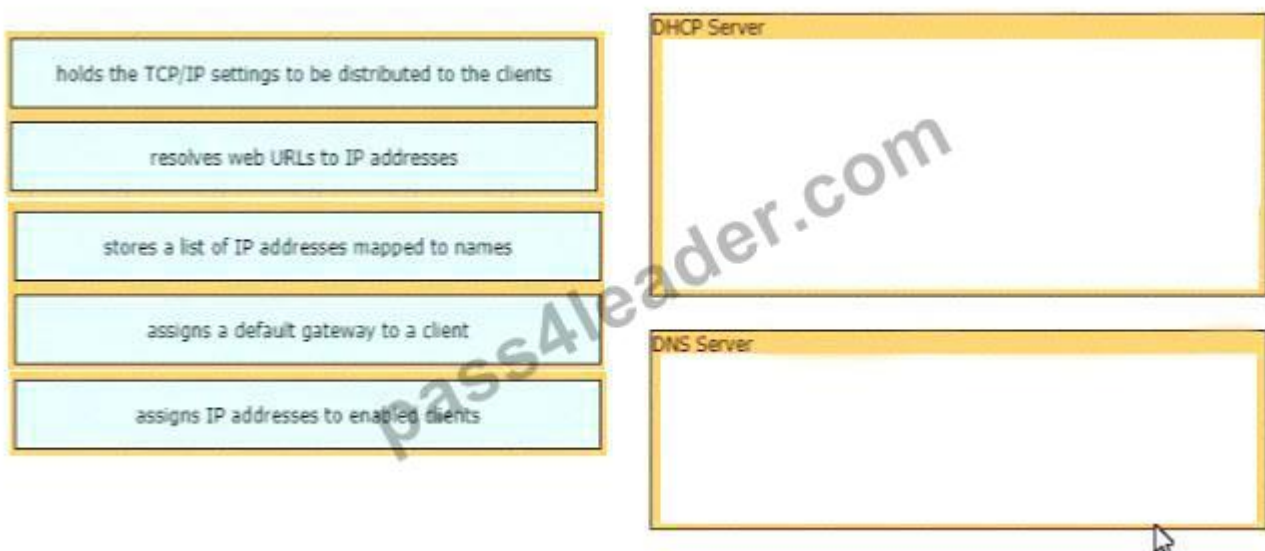 holds the TCP/IP settings to be distributed to the clients
resolves web URLs to IP addresses
stores a list of IP addresses mapped to names
assigns a default gateway to a client
assigns IP addresses to enabled clients
DHCP Server
DNS Server
pass4leader.com